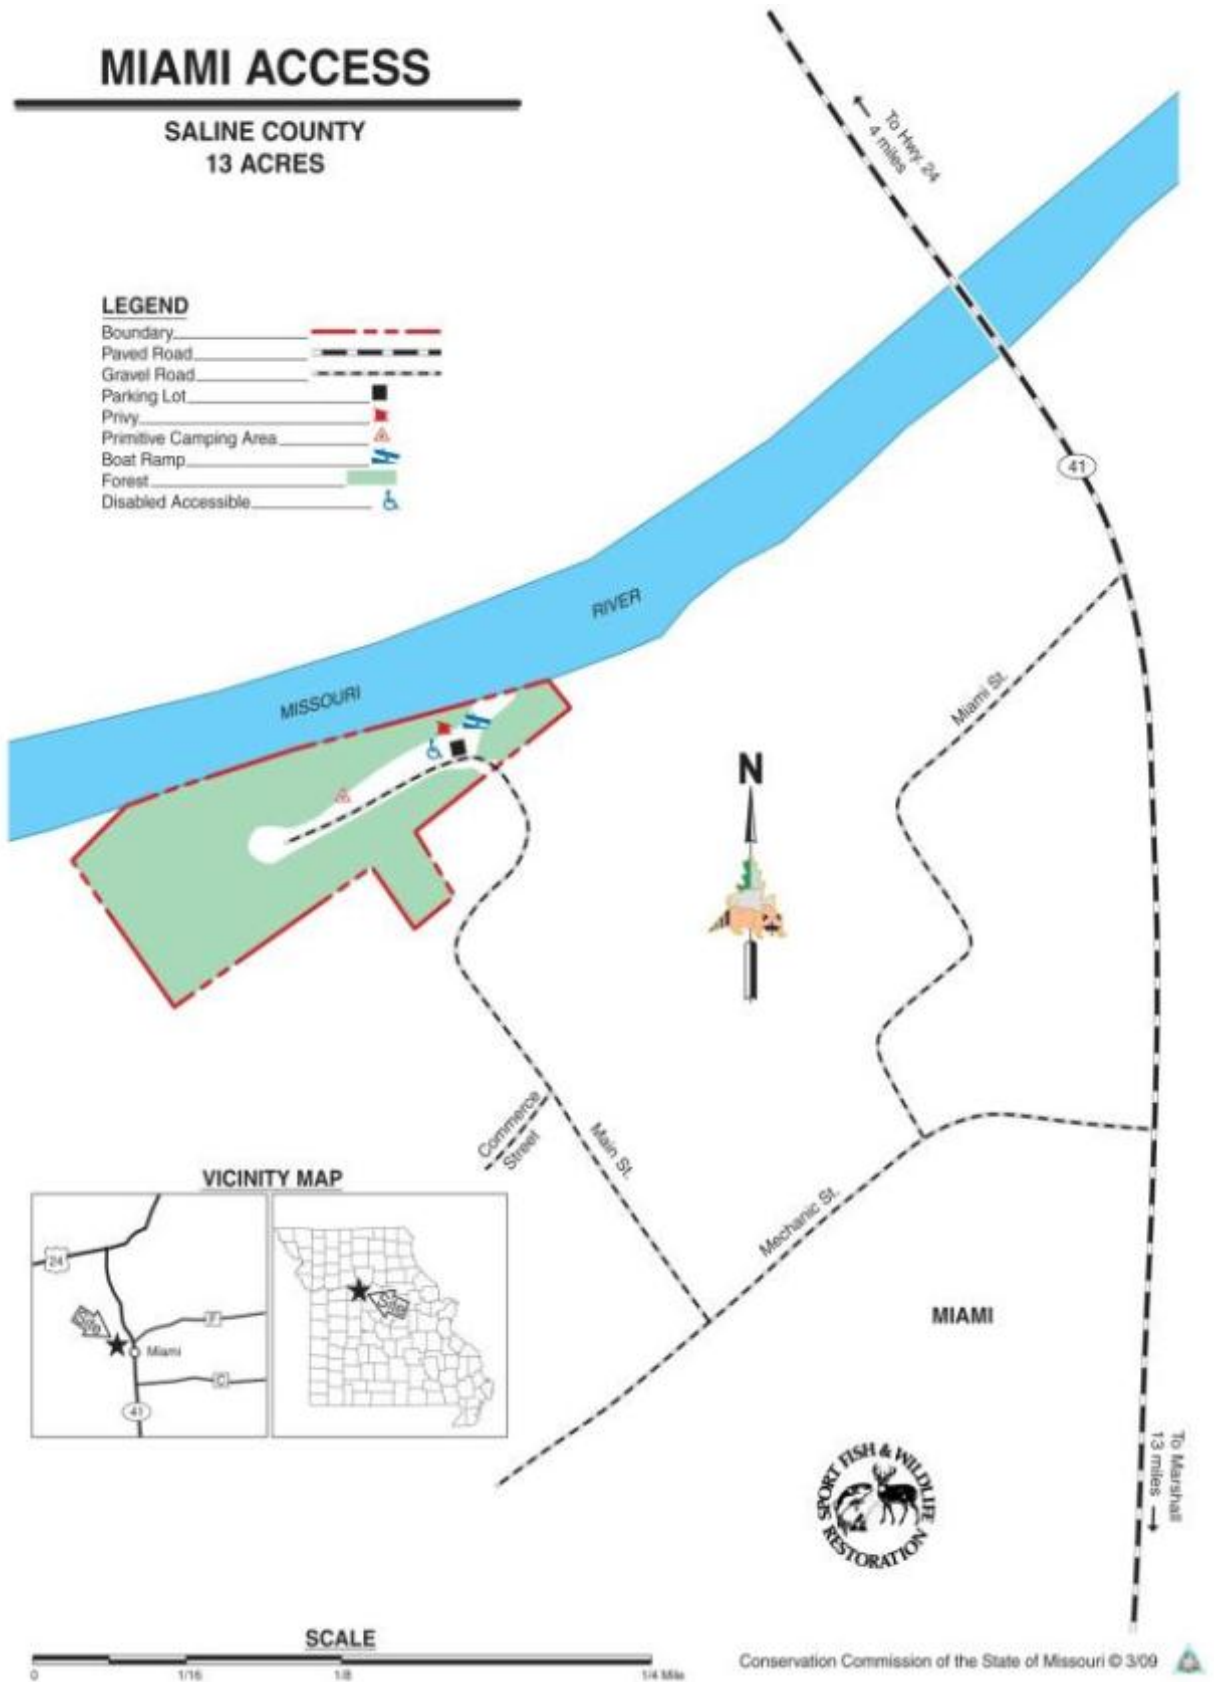 MIAMI ACCESS
SALINE COUNTY
13 ACRES
To Hwy. 24
4 miles
LEGEND
Boundary
Paved Road
Gravel Road
Parking Lot
Privy
Primitive Camping Area
Boat Ramp
Forest
Disabled Accessible
41
RIVER
MISSOURI
Miami St.
N
Commerce
Street
Main St.
Mechanic St.
MIAMI
VICINITY MAP
24
Site
F
Miami
C
41
Site
To Marshall
13 miles
SPORT FISH & WILDLIFE
RESTORATION
SCALE
0 1/16 1/8 1/4 Mile
Conservation Commission of the State of Missouri © 3/09